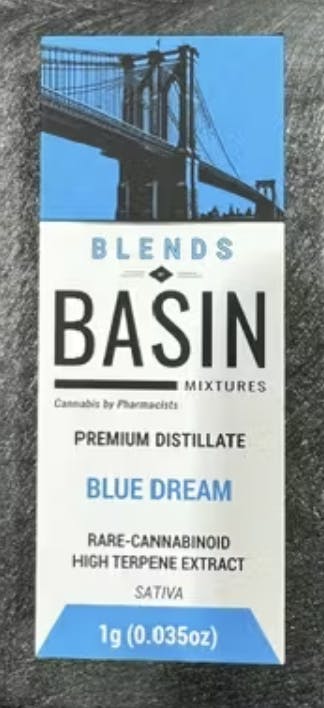 BLENDS
BASIN
MIXTURES
Cannabis by Pharmacists
PREMIUM DISTILLATE
BLUE DREAM
RARE-CANNABINOID
HIGH TERPENE EXTRACT
SATIVA
1g (0.035oz)